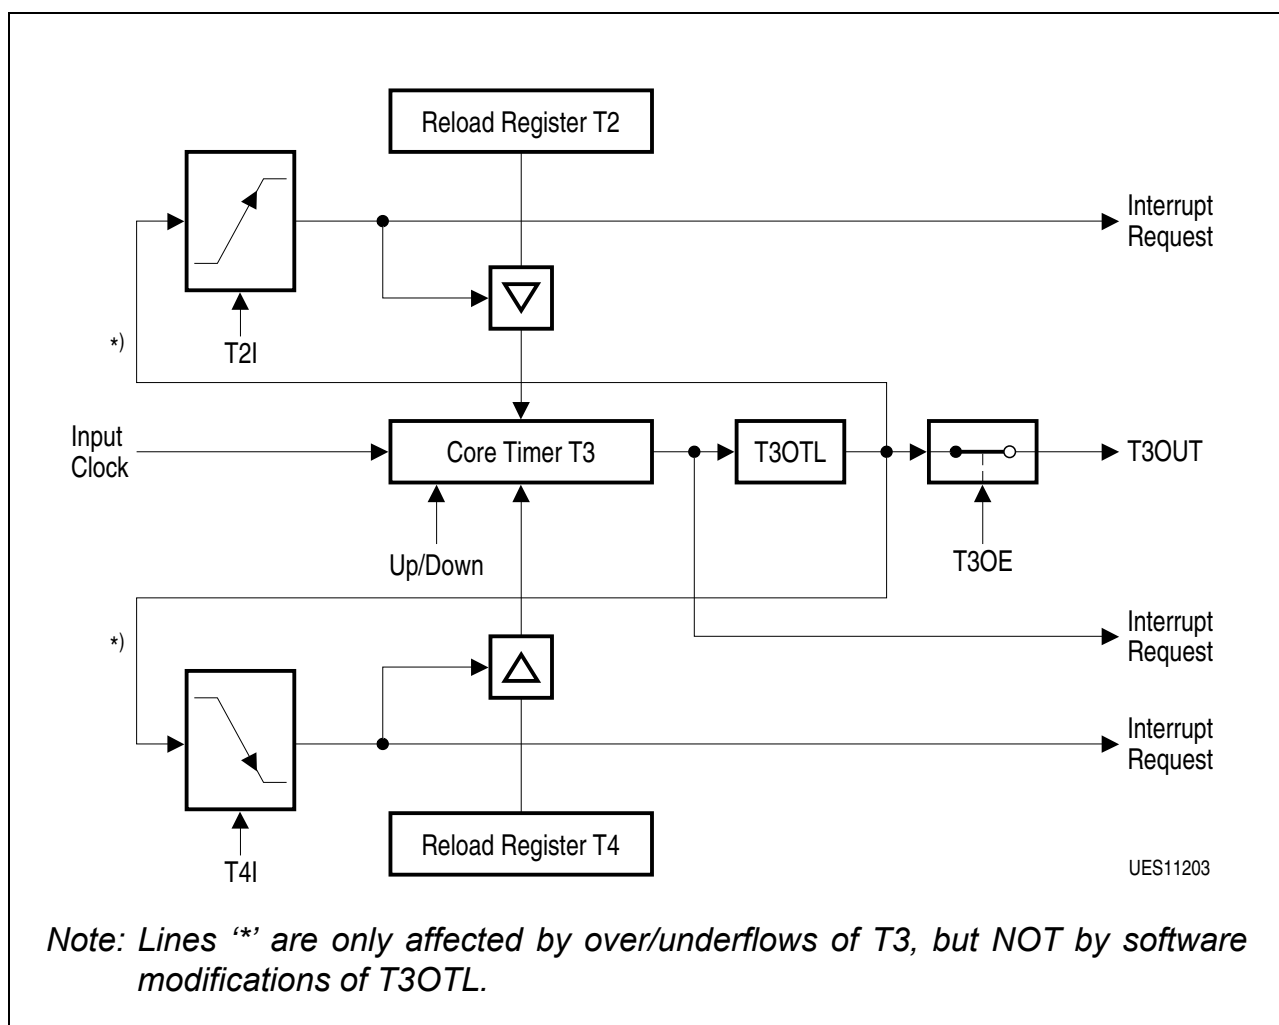 Reload Register T2
Interrupt
Request
*)
T2I
Input
Clock
Core Timer T3
T3OTL
T3OUT
Up/Down
T3OE
*)
Interrupt
Request
Interrupt
Request
Reload Register T4
T4I
UES11203
Note: Lines ‘*’ are only affected by over/underflows of T3, but NOT by software
modifications of T3OTL.